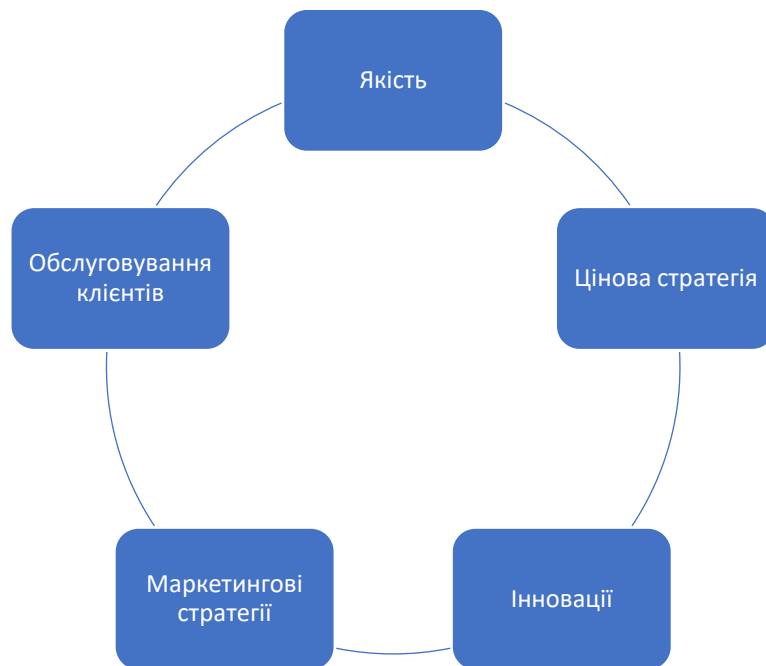 Якість
Цінова стратегія
Інновації
Маркетингові
стратегії
Обслуговування
клієнтів